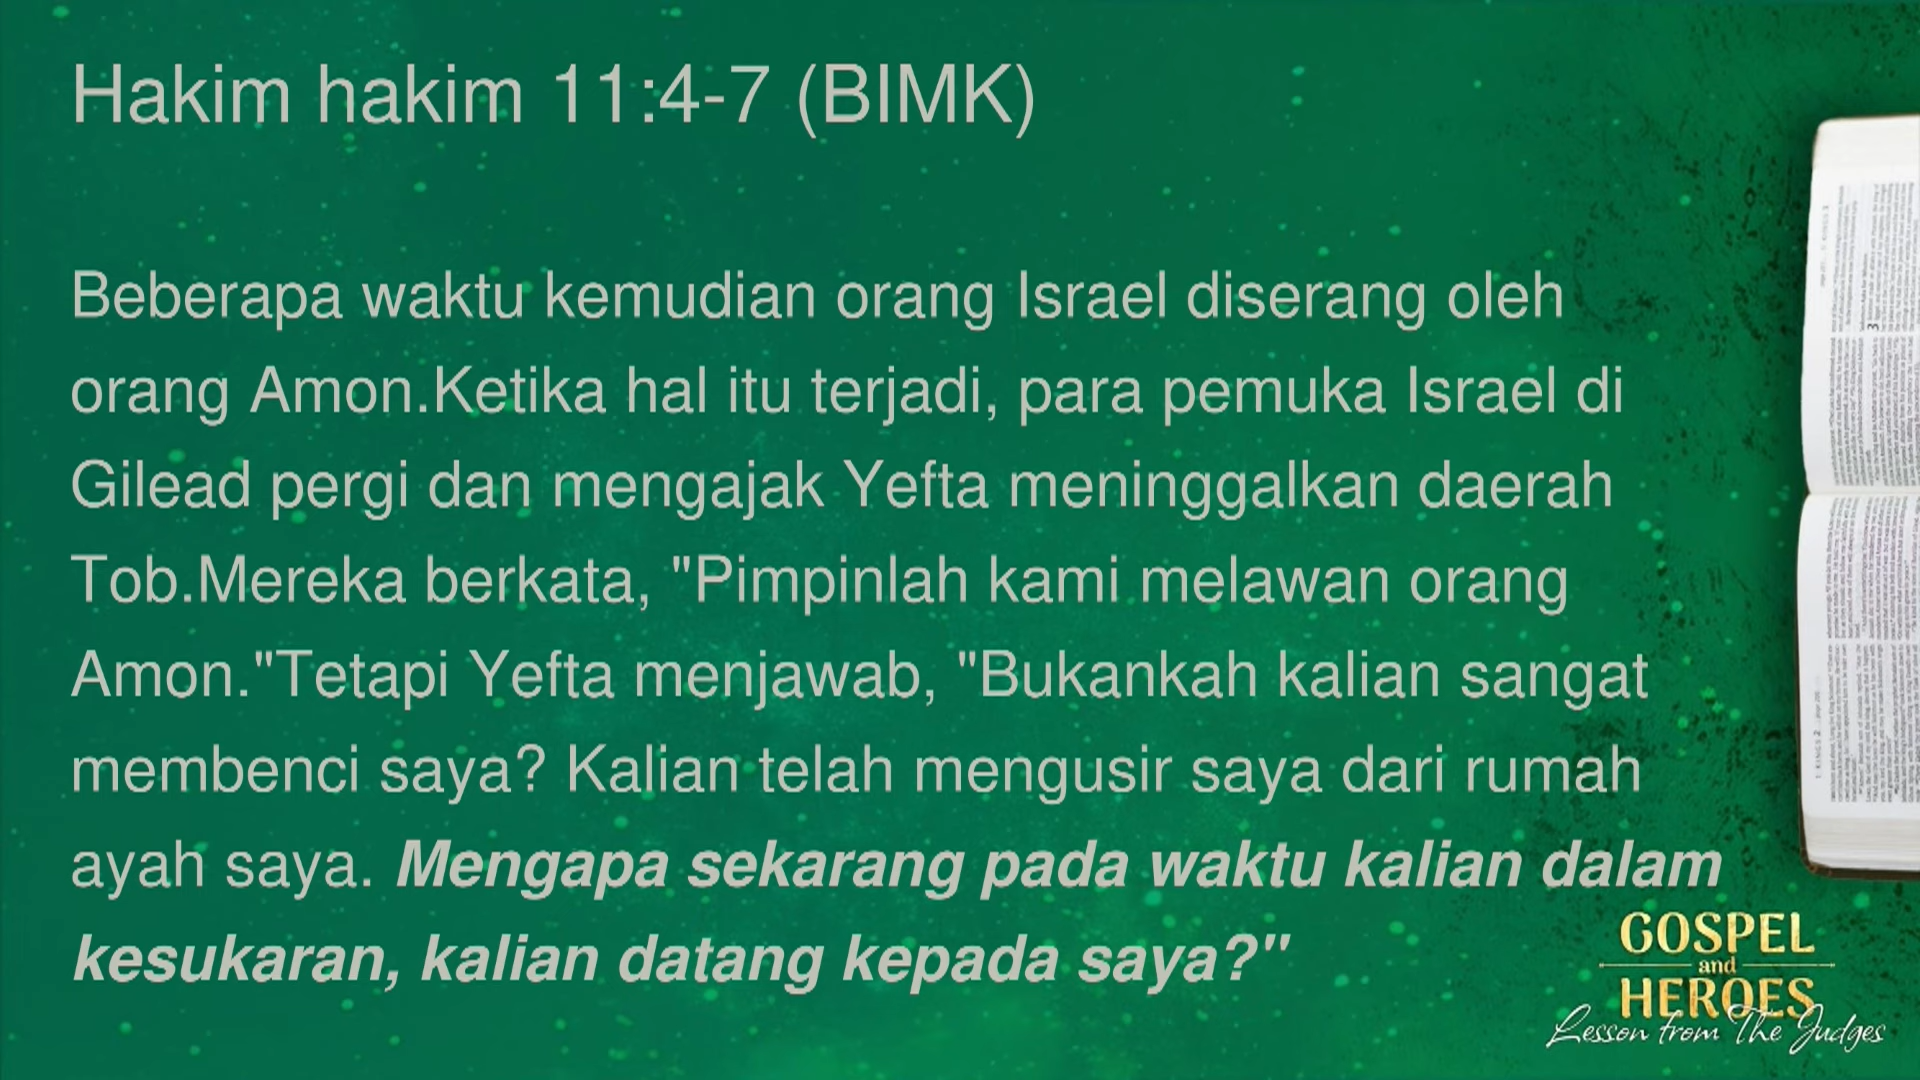 Hakim hakim 11:4-7 (BIMK)
Beberapa waktu kemudian orang Israel diserang oleh
orang Amon.Ketika hal itu terjadi, para pemuka Israel di
Gilead pergi dan mengajak Yefta meninggalkan daerah
Tob.Mereka berkata, "Pimpinlah kami melawan orang
Amon."Tetapi Yefta menjawab, "Bukankah kalian sangat
membenci saya? Kalian telah mengusir saya dari rumah
ayah saya. Mengapa sekarang pada waktu kalian dalam
kesukaran, kalian datang kepada saya?"
GOSPEL
and
HEROES
Lesson from The Judges